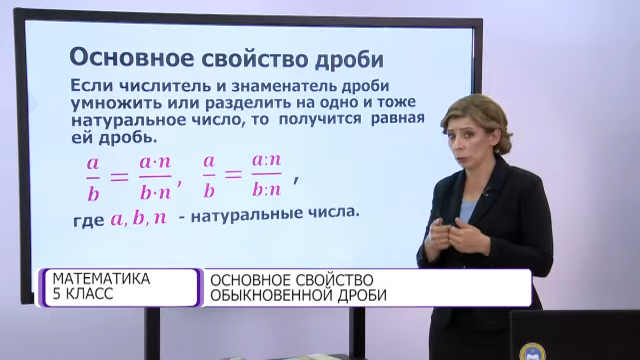 Основное свойство дроби
Если числитель и знаменатель дроби
умножить или разделить на одно и тоже
натуральное число, то получится равная
ей дробь.
a/b = a·n/b·n, a/b = a:n/b:n,
где a, b, n - натуральные числа.
МАТЕМАТИКА
5 КЛАСС
ОСНОВНОЕ СВОЙСТВО
ОБЫКНОВЕННОЙ ДРОБИ